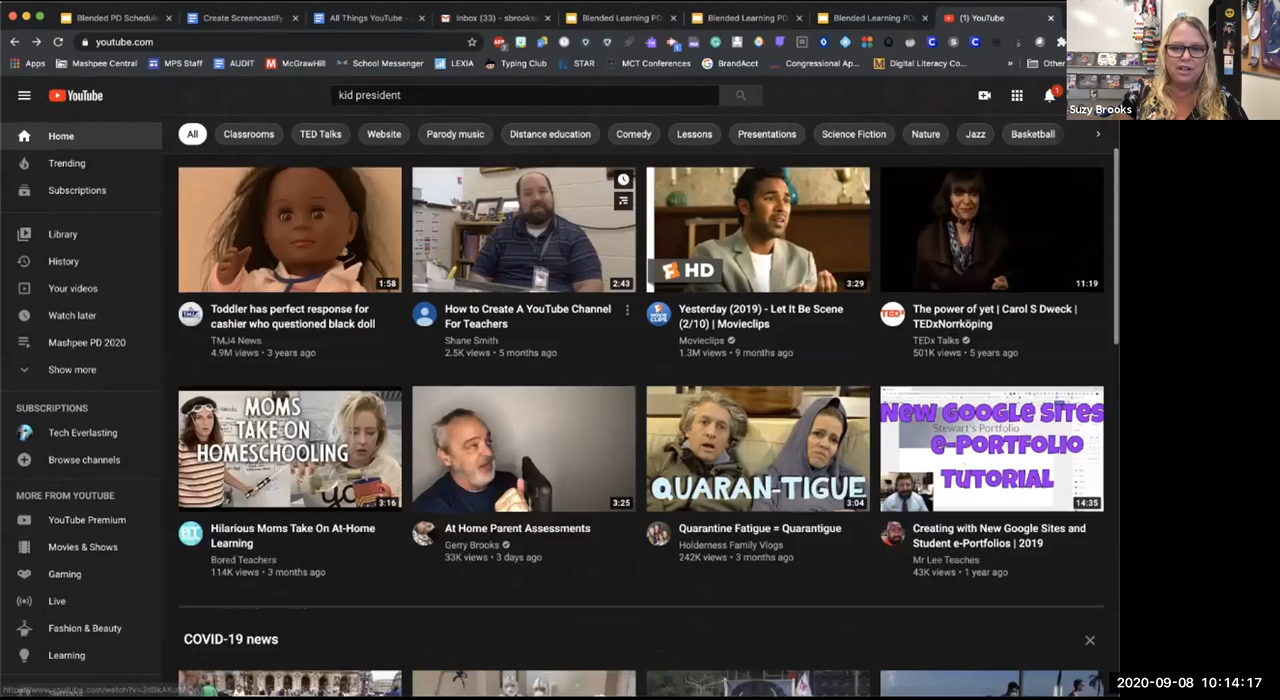 Blended PD Schedul
Create Screencastify
All Things YouTube -
Inbox (33) - sbrooks
Blended Learning PD
Blended Learning PD
Blended Learning PD
(1) YouTube
youtube.com
Apps
Mashpee Central
MPS Staff
AUDIT
McGrawHill
School Messenger
LEXIA
Typing Club
STAR
MCT Conferences
BrandAcct
Congressional Ap...
Digital Literacy Co...
»
Other
Suzy Brooks
YouTube
kid president
1
All
Classrooms
TED Talks
Website
Parody music
Distance education
Comedy
Lessons
Presentations
Science Fiction
Nature
Jazz
Basketball
Home
Trending
Subscriptions
Library
History
Your videos
Watch later
Mashpee PD 2020
Show more
SUBSCRIPTIONS
Tech Everlasting
Browse channels
MORE FROM YOUTUBE
YouTube Premium
Movies & Shows
Gaming
Live
Fashion & Beauty
Learning
1:58
Toddler has perfect response for
cashier who questioned black doll
TMJ4 News
4.9M views • 3 years ago
2:43
How to Create A YouTube Channel
For Teachers
Shane Smith
2.5K views • 5 months ago
HD
3:29
Yesterday (2019) - Let It Be Scene
(2/10) | Movieclips
Movieclips
1.3M views • 9 months ago
11:19
TEDx
The power of yet | Carol S Dweck |
TEDxNorrköping
TEDx Talks
501K views • 5 years ago
MOMS
TAKE ON
HOMESCHOOLING
3:16
BT
Hilarious Moms Take On At-Home
Learning
Bored Teachers
114K views • 3 months ago
3:25
At Home Parent Assessments
Gerry Brooks
33K views • 3 days ago
QUARAN-TIGUE
3:04
Quarantine Fatigue = Quarantigue
Holderness Family Vlogs
242K views • 3 months ago
NEW GOOGLE SITES
Stewart's Portfolio
e-PORTFOLIO
TUTORIAL
14:35
Creating with New Google Sites and
Student e-Portfolios | 2019
Mr Lee Teaches
43K views • 1 year ago
COVID-19 news
2020-09-08 10:14:17